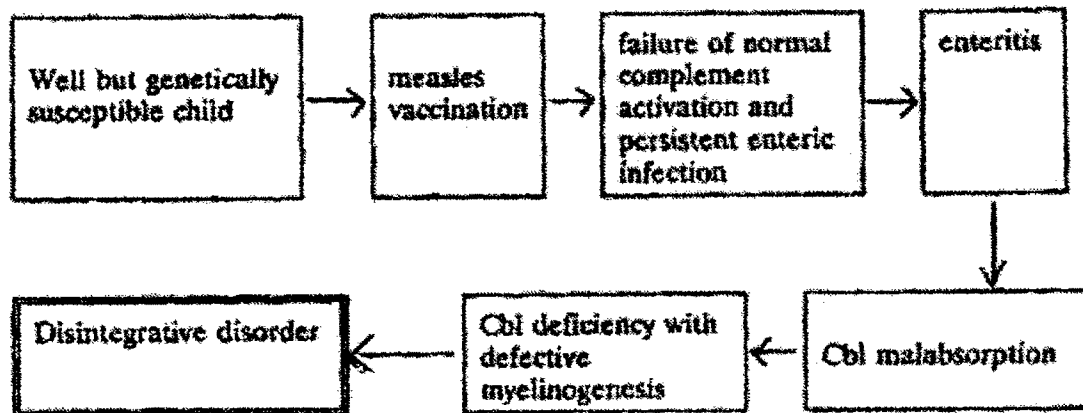 Well but genetically
susceptible child
measles
vaccination
failure of normal
complement
activation and
persistent enteric
infection
enteritis
Disintegrative disorder
Cbl deficiency with
defective
myelinogenesis
Cbl malabsorption